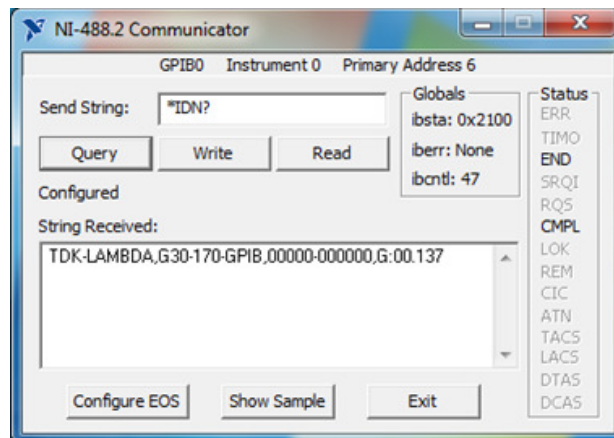 NI-488.2 Communicator
GPIB0 Instrument 0 Primary Address 6
Send String:
*IDN?
Query
Write
Read
Configured
String Received:
TDK-LAMBDA,G30-170-GPIB,00000-000000,G:00.137
Configure EOS
Show Sample
Exit
Globals
ibsta: 0x2100
iberr: None
ibcntl: 47
Status
ERR
TIMO
END
SRQI
RQS
CMPL
LOK
REM
CIC
ATN
TACS
LACS
DTAS
DCAS